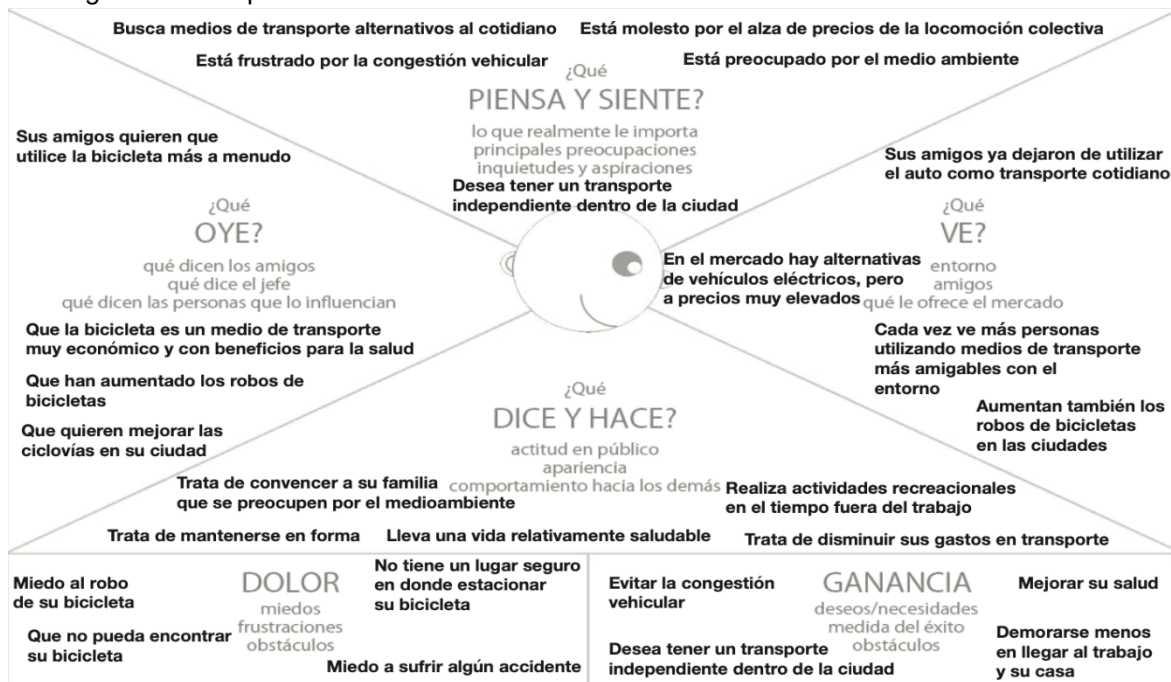 Busca medios de transporte alternativos al cotidiano
Está molesto por el alza de precios de la locomoción colectiva
Está frustrado por la congestión vehicular
Está preocupado por el medio ambiente
¿Qué
PIENSA Y SIENTE?
lo que realmente le importa
principales preocupaciones
inquietudes y aspiraciones
Desea tener un transporte
independiente dentro de la ciudad
Sus amigos quieren que
utilice la bicicleta más a menudo
¿Qué
OYE?
qué dicen los amigos
qué dice el jefe
qué dicen las personas que lo influencian
Que la bicicleta es un medio de transporte
muy económico y con beneficios para la salud
Que han aumentado los robos de
bicicletas
Que quieren mejorar las
ciclovías en su ciudad
Sus amigos ya dejaron de utilizar
el auto como transporte cotidiano
¿Qué
VE?
entorno
amigos
qué le ofrece el mercado
En el mercado hay alternativas
de vehículos eléctricos, pero
a precios muy elevados
Cada vez ve más personas
utilizando medios de transporte
más amigables con el
entorno
Aumentan también los
robos de bicicletas
en las ciudades
¿Qué
DICE Y HACE?
actitud en público
apariencia
comportamiento hacia los demás
Trata de convencer a su familia
que se preocupen por el medioambiente
Realiza actividades recreacionales
en el tiempo fuera del trabajo
Trata de mantenerse en forma
Lleva una vida relativamente saludable
Trata de disminuir sus gastos en transporte
DOLOR
miedos
frustraciones
obstáculos
Miedo al robo
de su bicicleta
No tiene un lugar seguro
en donde estacionar
su bicicleta
Que no pueda encontrar
su bicicleta
Miedo a sufrir algún accidente
GANANCIA
deseos/necesidades
medida del éxito
obstáculos
Evitar la congestión
vehicular
Mejorar su salud
Desea tener un transporte
independiente dentro de la ciudad
Demorarse menos
en llegar al trabajo
y su casa